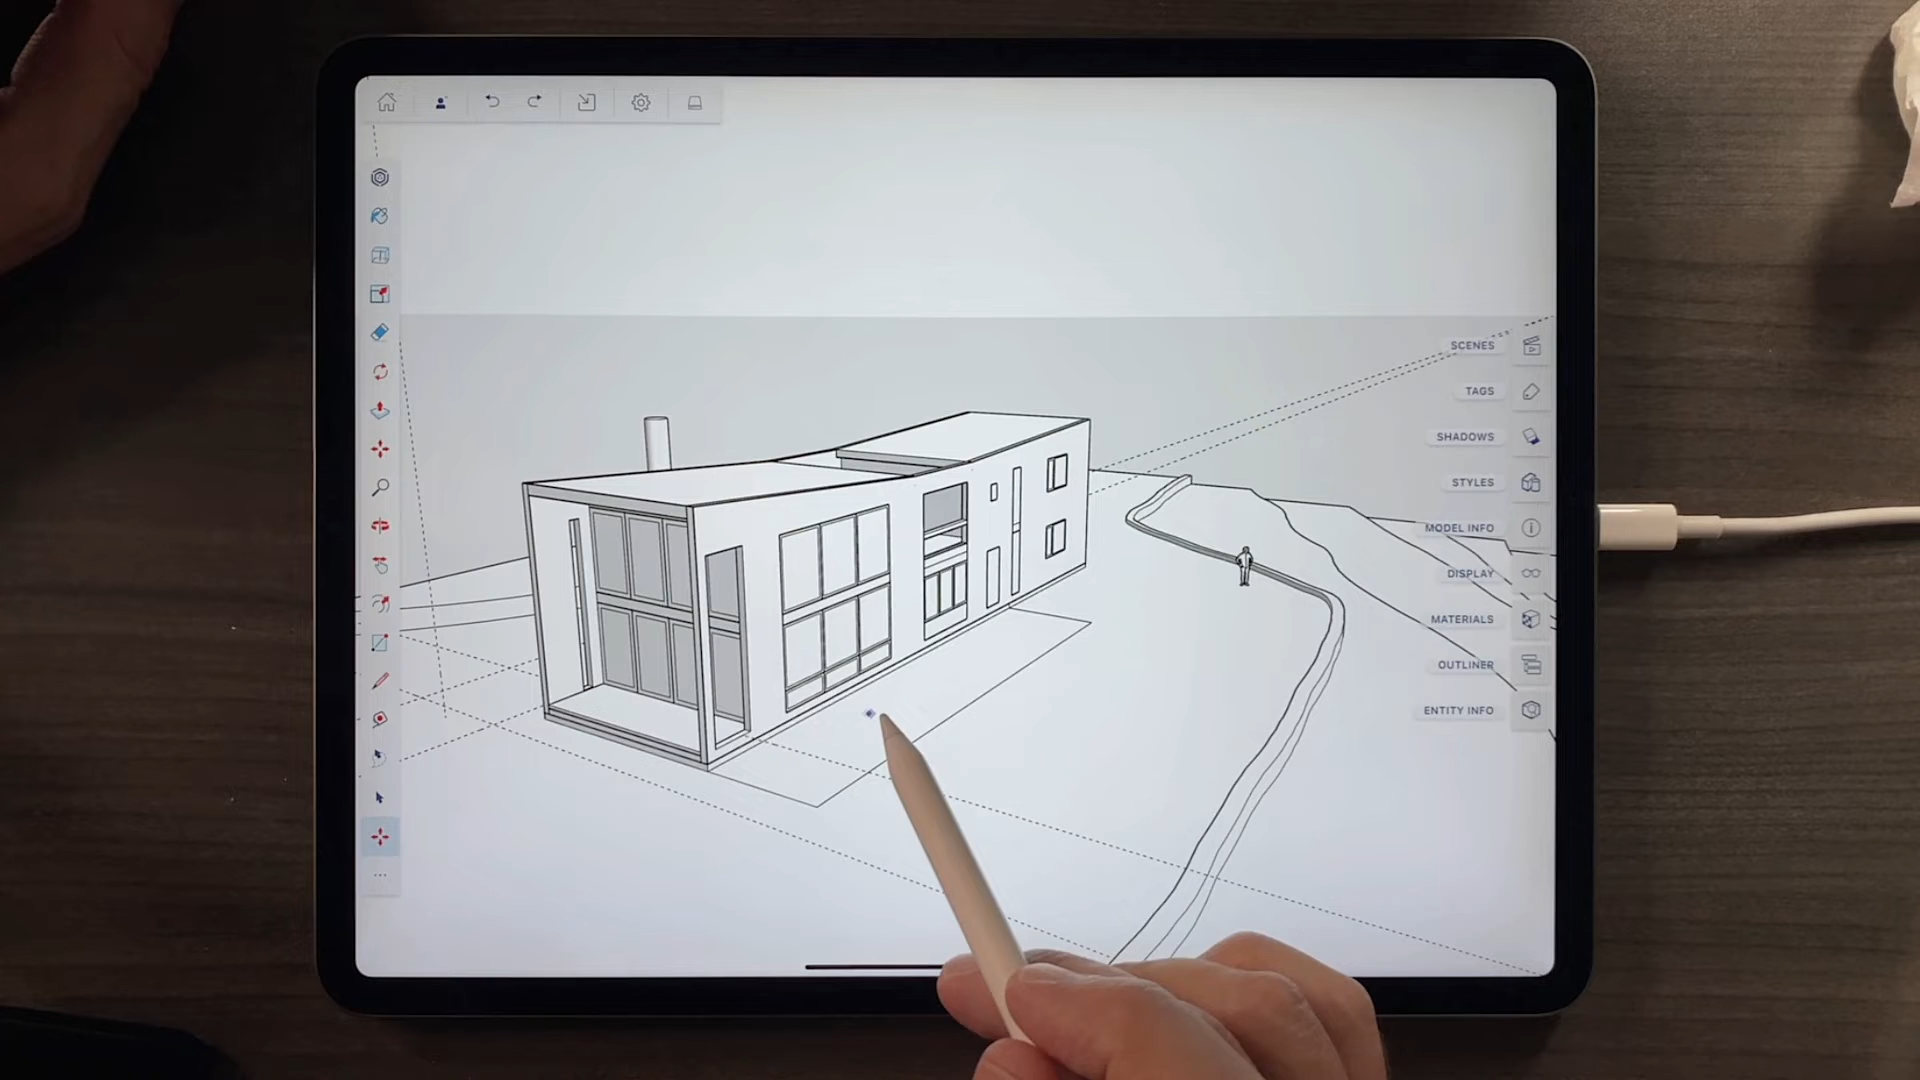 SCENES
TAGS
SHADOWS
STYLES
MODEL INFO
DISPLAY
MATERIALS
OUTLINER
ENTITY INFO